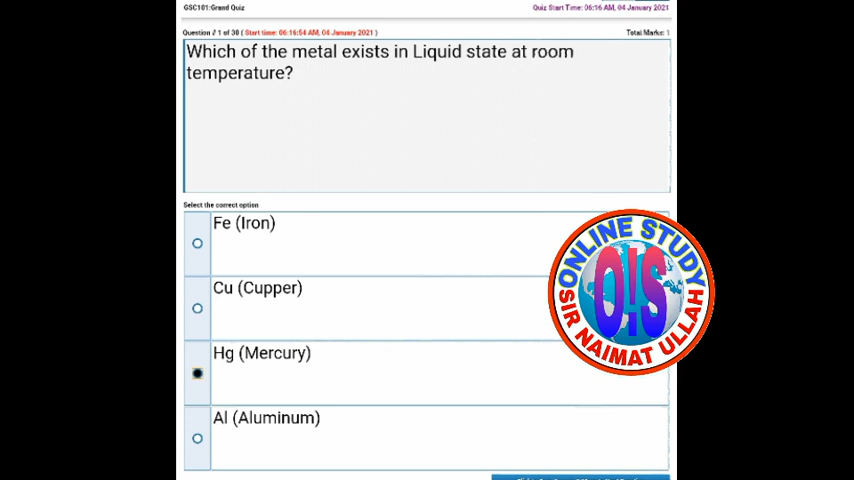 GSC101:Grand Quiz
Quiz Start Time: 06:16 AM, 04 January 2021
Question # 1 of 38 ( Start time: 06:16:54 AM, 04 January 2021 )
Total Marks: 1
Which of the metal exists in Liquid state at room
temperature?
Select the correct option
Fe (Iron)
Cu (Cupper)
Hg (Mercury)
Al (Aluminum)
ONLINE STUDY
O!S
SIR NAIMAT ULLAH